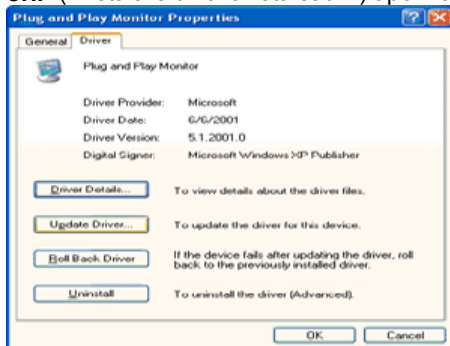 Plug and Play Monitor Properties
General Driver
Plug and Play Monitor
Driver Provider: Microsoft
Driver Date: 6/6/2001
Driver Version: 5.1.2001.0
Digital Signer: Microsoft Windows XP Publisher
Driver Details... To view details about the driver files.
Update Driver... To update the driver for this device.
Roll Back Driver If the device fails after updating the driver, roll
back to the previously installed driver.
Uninstall To uninstall the driver (Advanced).
OK Cancel